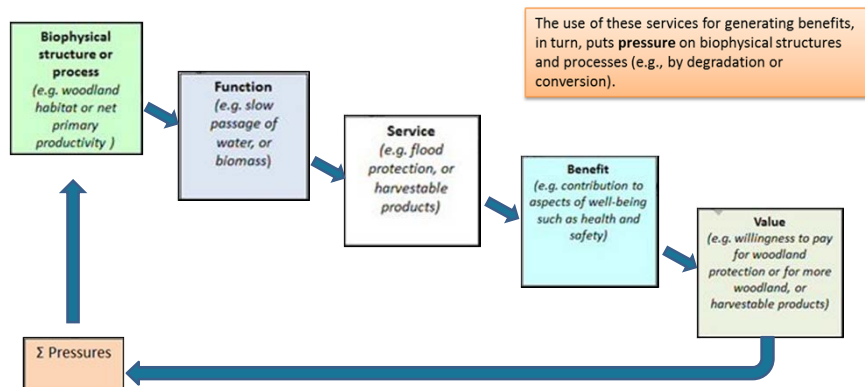 Biophysical
structure or
process
(e.g. woodland
habitat or net
primary
productivity )
Function
(e.g. slow
passage of
water, or
biomass)
Service
(e.g. flood
protection, or
harvestable
products)
Benefit
(e.g. contribution to
aspects of well-being
such as health and
safety)
Value
(e.g. willingness to pay
for woodland
protection or for more
woodland, or
harvestable products)
Σ Pressures
The use of these services for generating benefits,
in turn, puts pressure on biophysical structures
and processes (e.g., by degradation or
conversion).